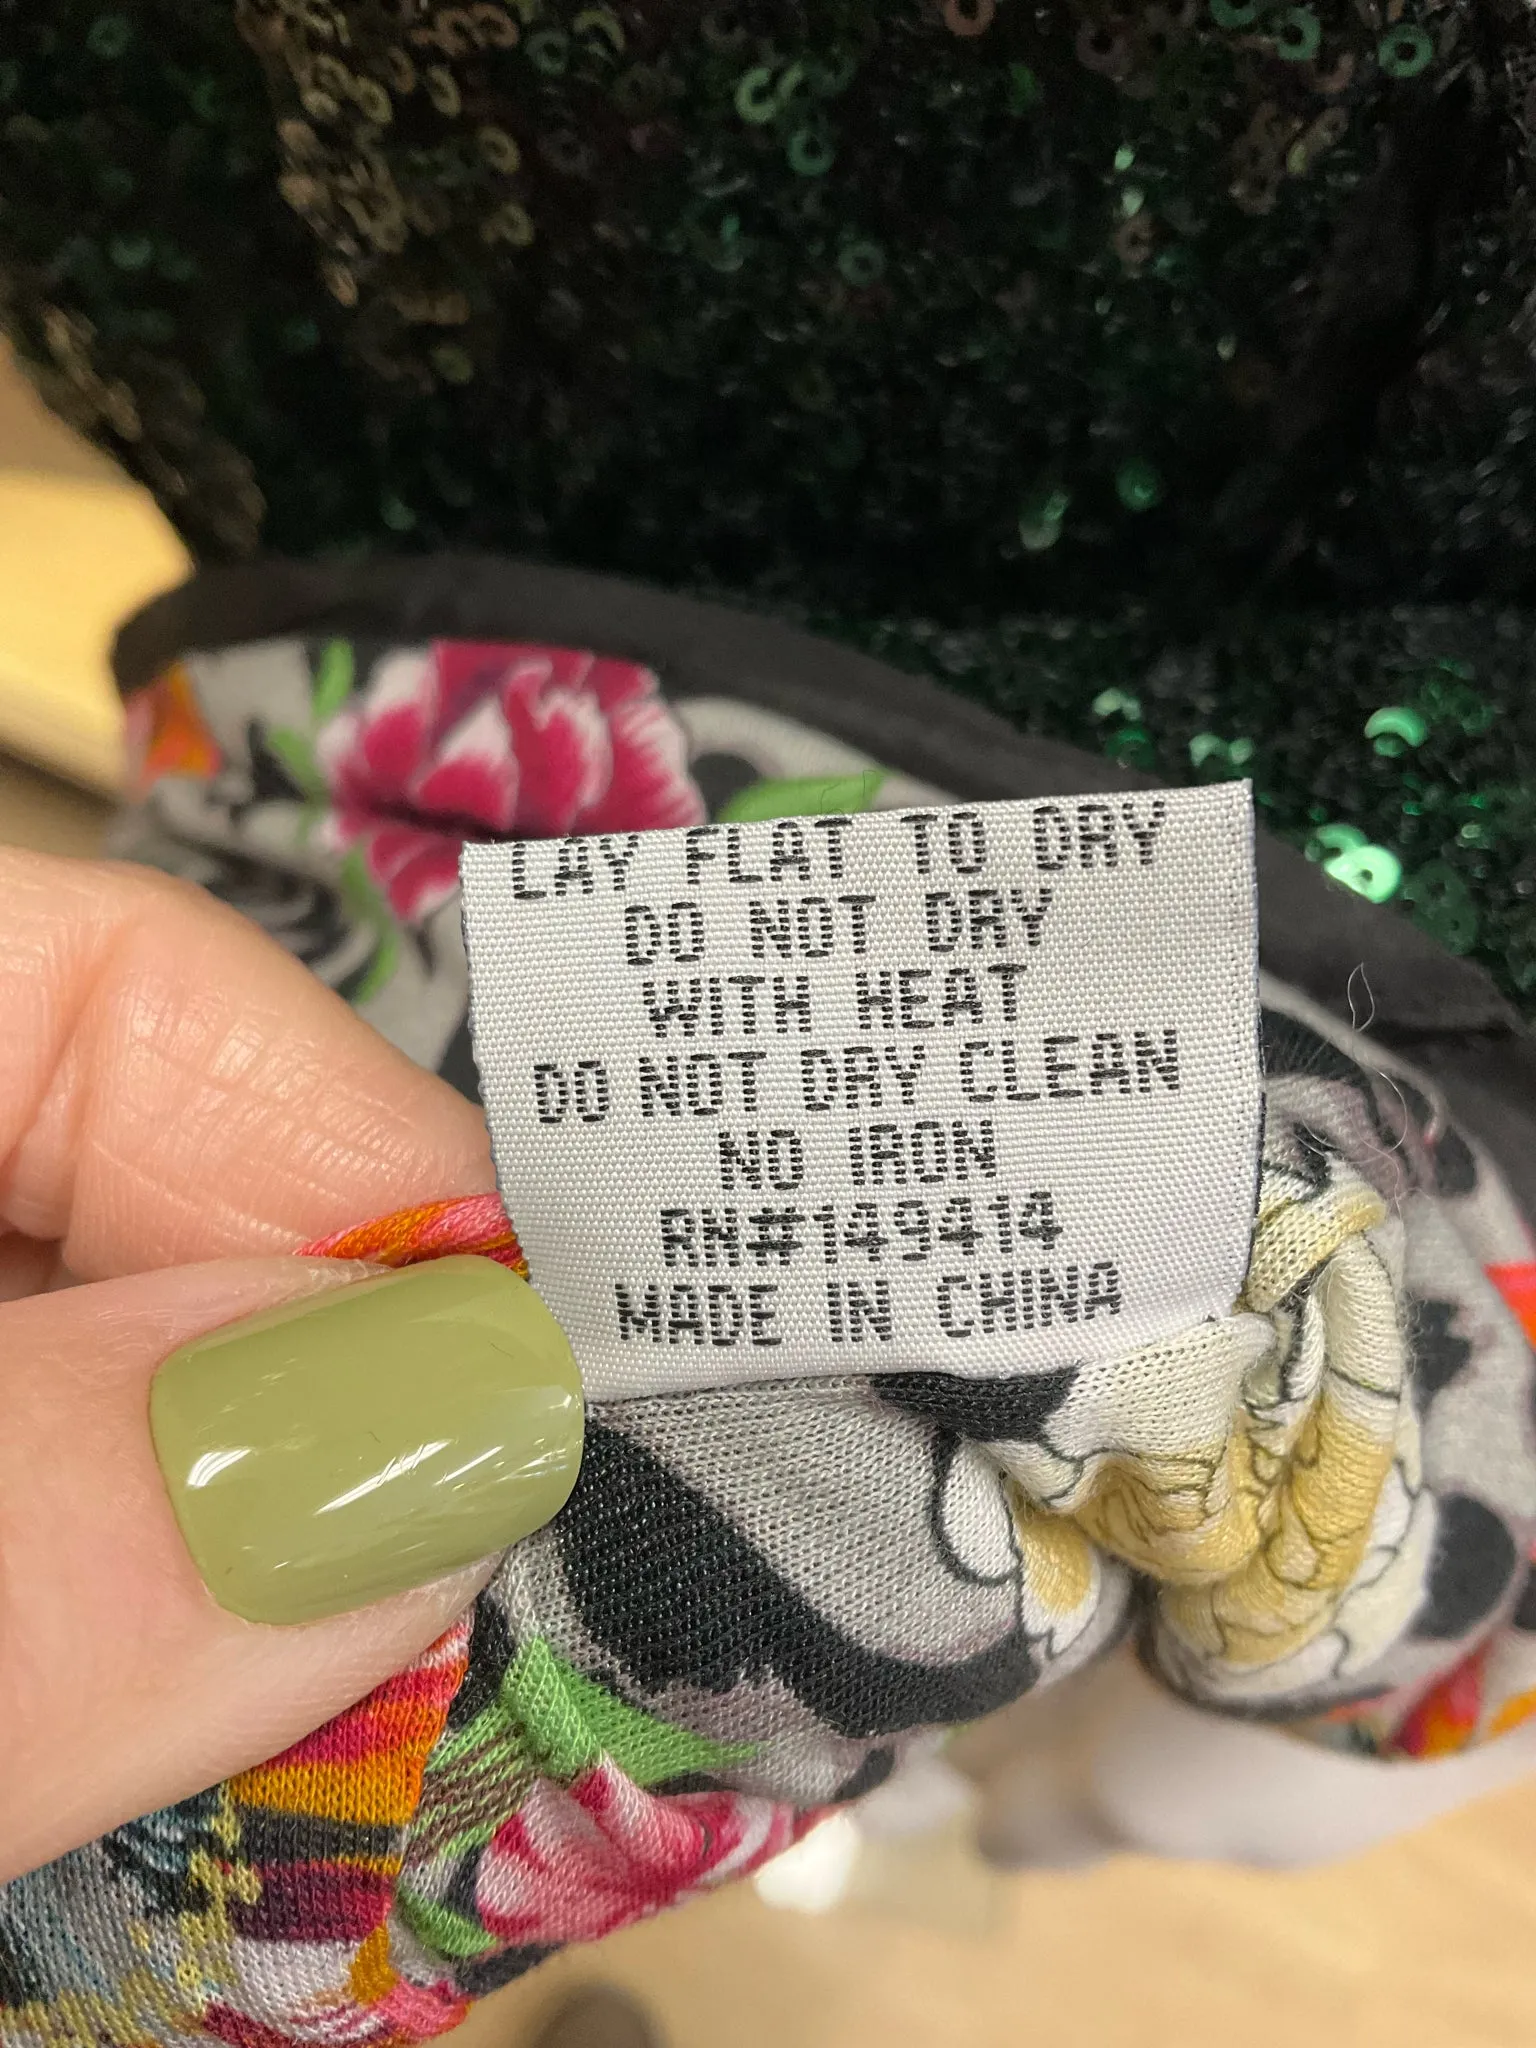 LAY FLAT TO DRY
DO NOT DRY
WITH HEAT
DO NOT DRY CLEAN
NO IRON
RN#149414
MADE IN CHINA